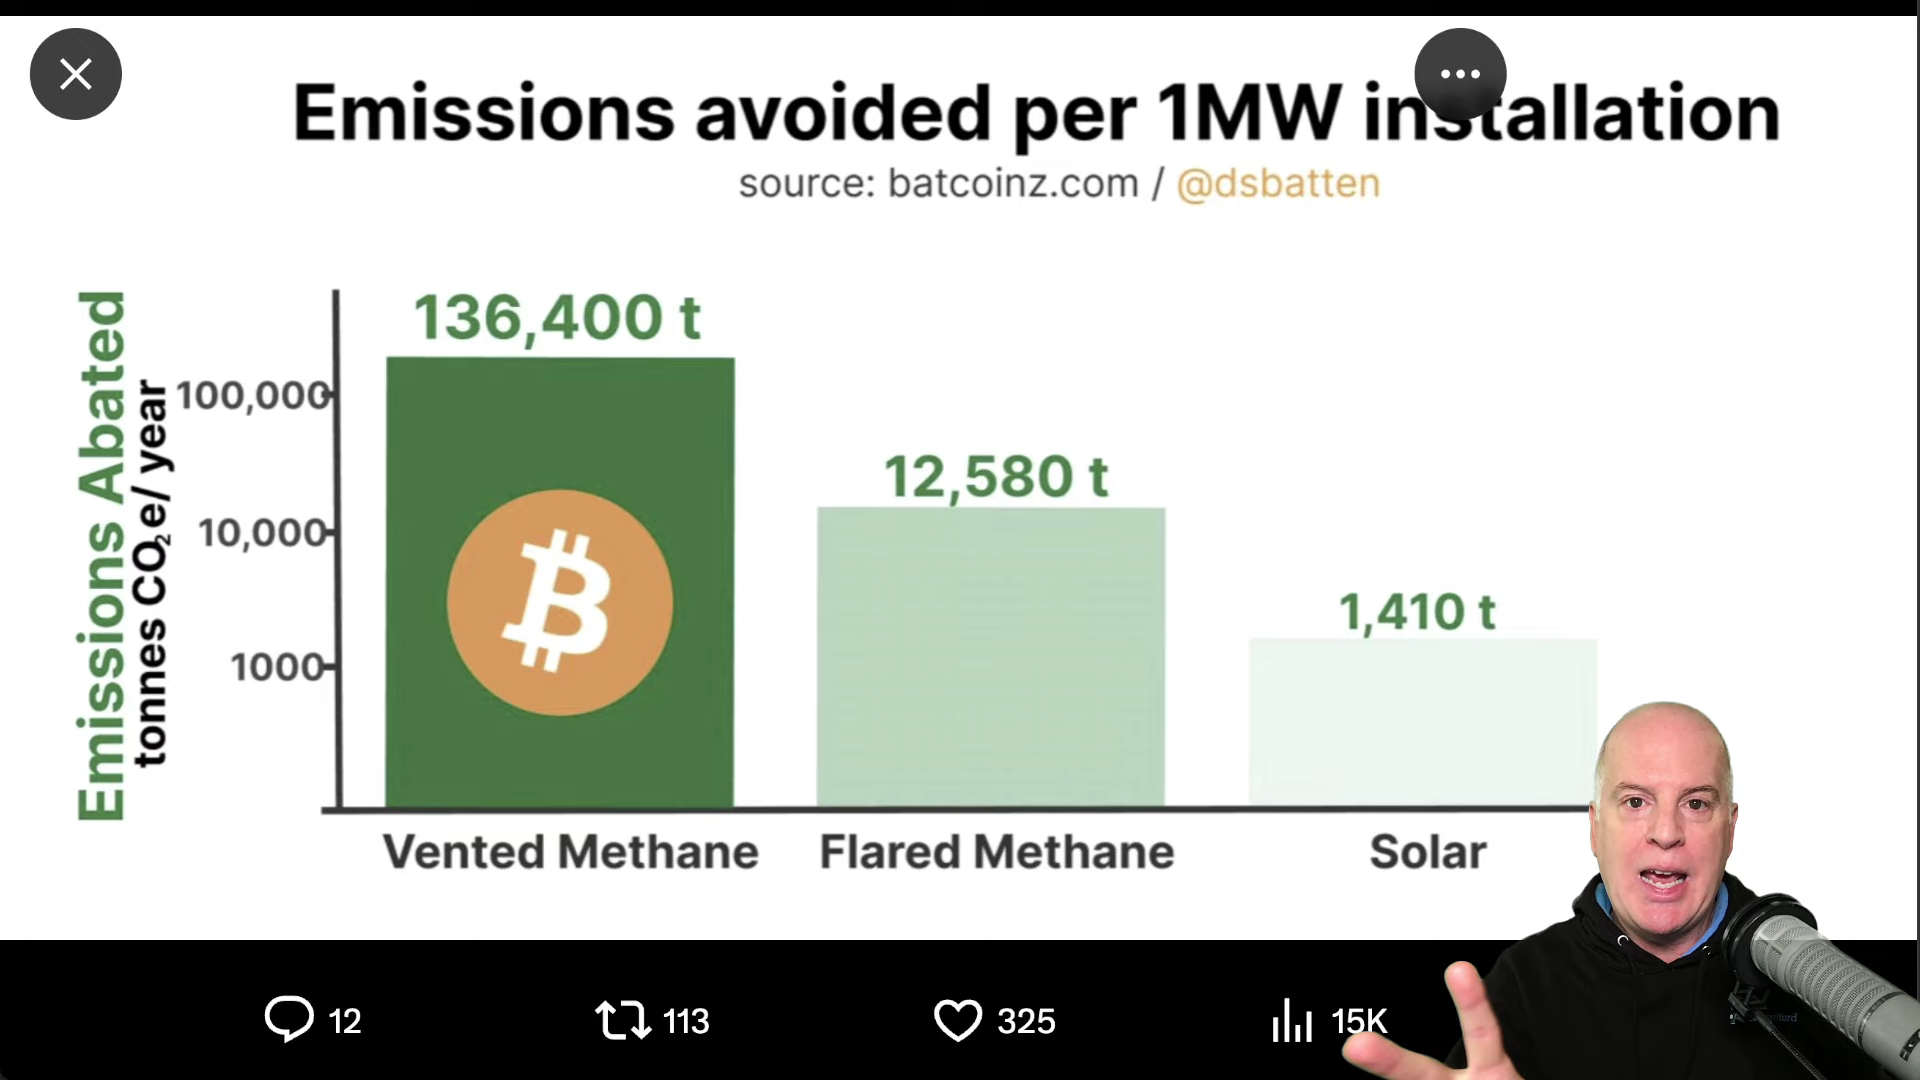 Emissions avoided per 1MW installation
source: batcoinz.com / @dsbatten
Emissions Abated
tonnes CO₂e/ year
136,400 t
100,000
12,580 t
10,000
1,410 t
1000
Vented Methane
Flared Methane
Solar
12
113
325
15K